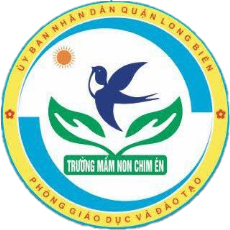 ỦY BAN NHÂN DÂN QUẬN LONG BIÊN
TRƯỜNG MẦM NON CHIM ÉN
PHÒNG GIÁO DỤC VÀ ĐÀO TẠO